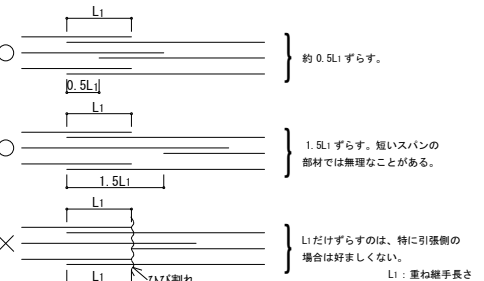 L1
約 0.5L1 ずらす。
0.5L1
L1
1.5L1 ずらす。短いスパンの
部材では無理なことがある。
1.5L1
L1
L1だけずらすのは、特に引張側の
場合は好ましくない。
L1
ひび割れ
L1：重ね継手長さ